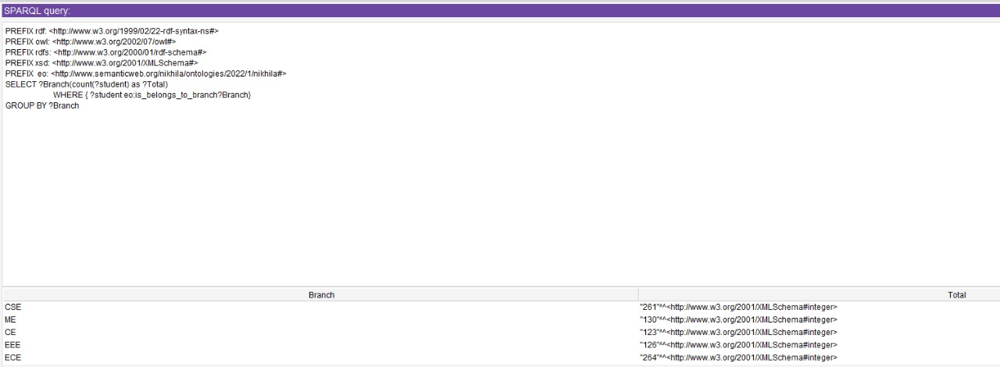 SPARQL query:
PREFIX rdf: <http://www.w3.org/1999/02/22-rdf-syntax-ns#>
PREFIX owl: <http://www.w3.org/2002/07/owl#>
PREFIX rdfs: <http://www.w3.org/2000/01/rdf-schema#>
PREFIX xsd: <http://www.w3.org/2001/XMLSchema#>
PREFIX eo: <http://www.semanticweb.org/nikhila/ontologies/2022/1/nikhila#>
SELECT ?Branch(count(?student) as ?Total)
WHERE { ?student eo:is_belongs_to_branch?Branch}
GROUP BY ?Branch
Branch Total
CSE "261"^^<http://www.w3.org/2001/XMLSchema#integer>
ME "130"^^<http://www.w3.org/2001/XMLSchema#integer>
CE "123"^^<http://www.w3.org/2001/XMLSchema#integer>
EEE "126"^^<http://www.w3.org/2001/XMLSchema#integer>
ECE "264"^^<http://www.w3.org/2001/XMLSchema#integer>